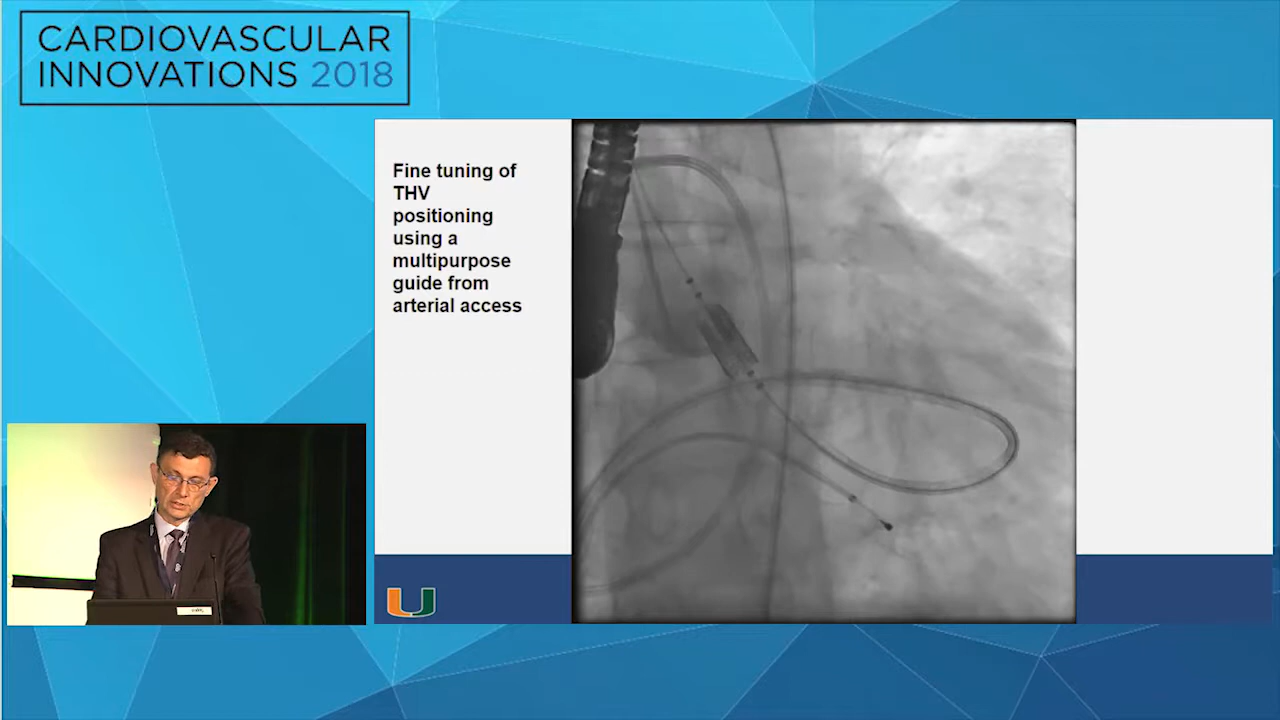 CARDIOVASCULAR
INNOVATIONS 2018
Fine tuning of
THV
positioning
using a
multipurpose
guide from
arterial access
U